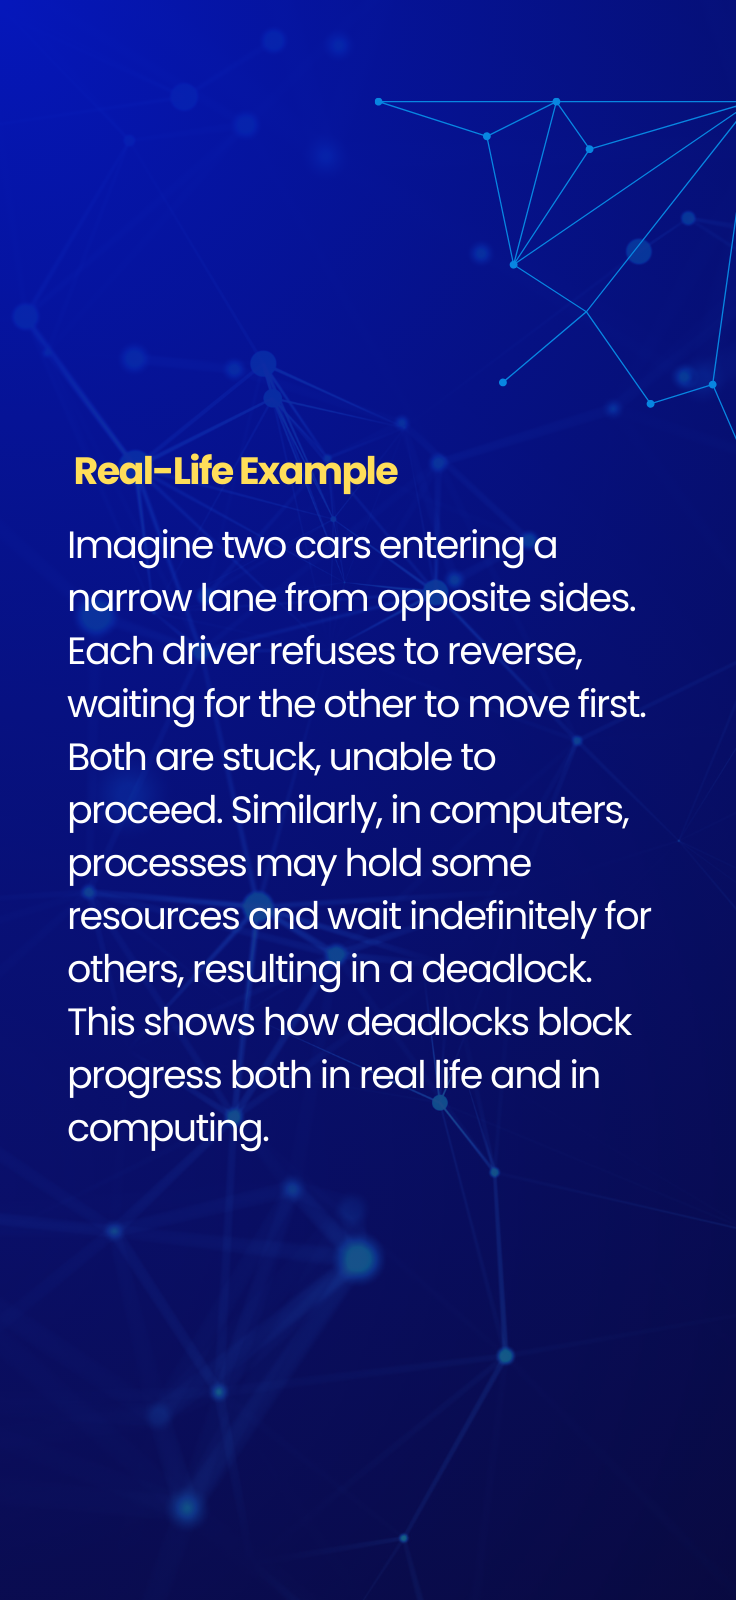 Real-Life Example
Imagine two cars entering a
narrow lane from opposite sides.
Each driver refuses to reverse,
waiting for the other to move first.
Both are stuck, unable to
proceed. Similarly, in computers,
processes may hold some
resources and wait indefinitely for
others, resulting in a deadlock.
This shows how deadlocks block
progress both in real life and in
computing.